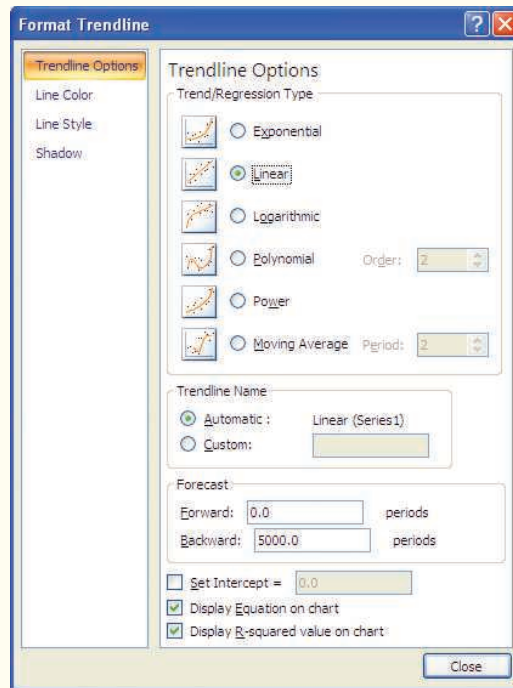 Format Trendline
Trendline Options
Line Color
Line Style
Shadow
Trendline Options
Trend/Regression Type
Exponential
Linear
Logarithmic
Polynomial Order: 2
Power
Moving Average Period: 2
Trendline Name
Automatic : Linear (Series1)
Custom:
Forecast
Forward: 0.0 periods
Backward: 5000.0 periods
Set Intercept = 0.0
Display Equation on chart
Display R-squared value on chart
Close